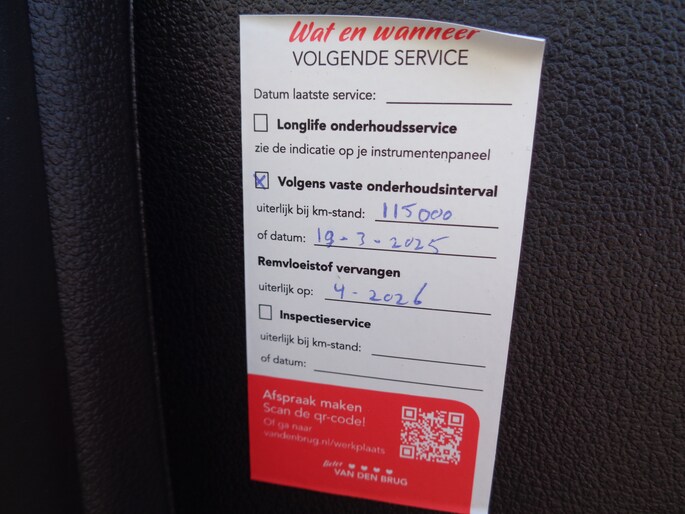 Wat en wanneer
VOLGENDE SERVICE
Datum laatste service:
Longlife onderhoudsservice
zie de indicatie op je instrumentenpaneel
X Volgens vaste onderhoudsinterval
uiterlijk bij km-stand: 115000
of datum: 19-3-2025
Remvloeistof vervangen
uiterlijk op: 4-2026
Inspectieservice
uiterlijk bij km-stand:
of datum:
Afspraak maken
Scan de qr-code!
Of ga naar
vandenbrug.nl/werkplaats
liefst
VAN DEN BRUG